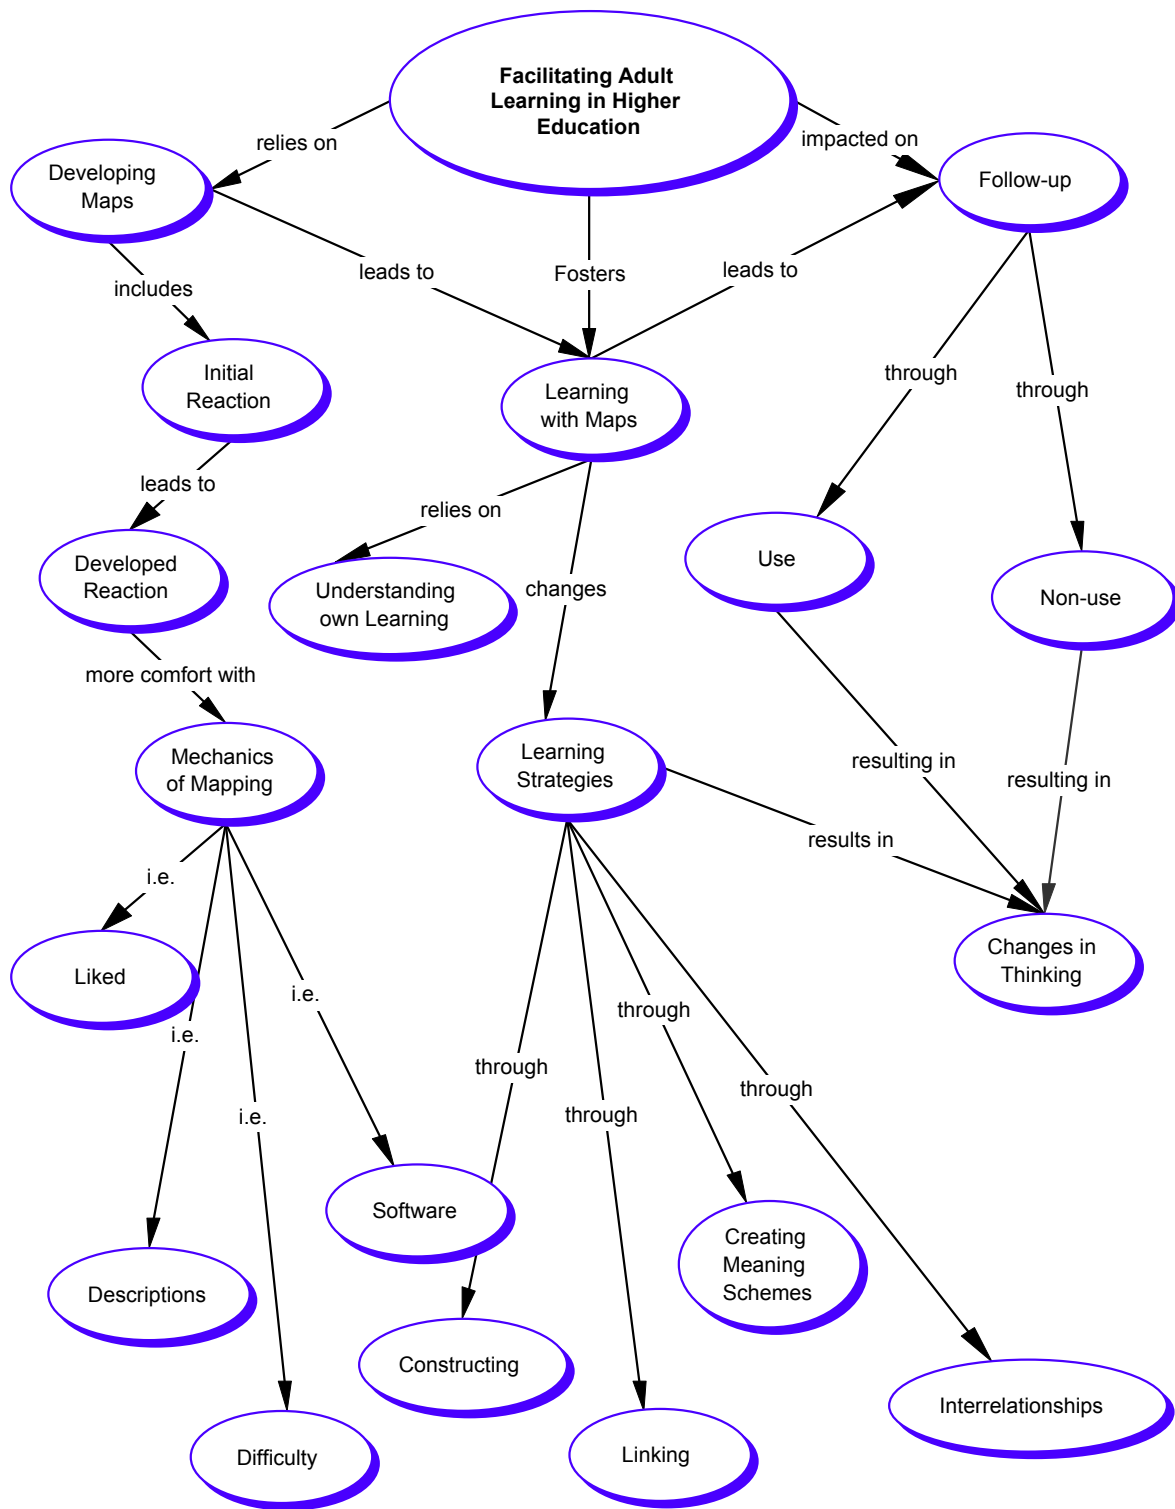 Facilitating Adult
Learning in Higher
Education
relies on
impacted on
Developing
Maps
Follow-up
leads to
Fosters
leads to
includes
Initial
Reaction
Learning
with Maps
through
through
leads to
relies on
Developed
Reaction
Understanding
own Learning
changes
Use
Non-use
more comfort with
Mechanics
of Mapping
Learning
Strategies
resulting in
resulting in
results in
i.e.
Liked
Changes in
Thinking
i.e.
i.e.
through
through
i.e.
through
through
Software
Creating
Meaning
Schemes
Descriptions
Constructing
Interrelationships
Difficulty
Linking